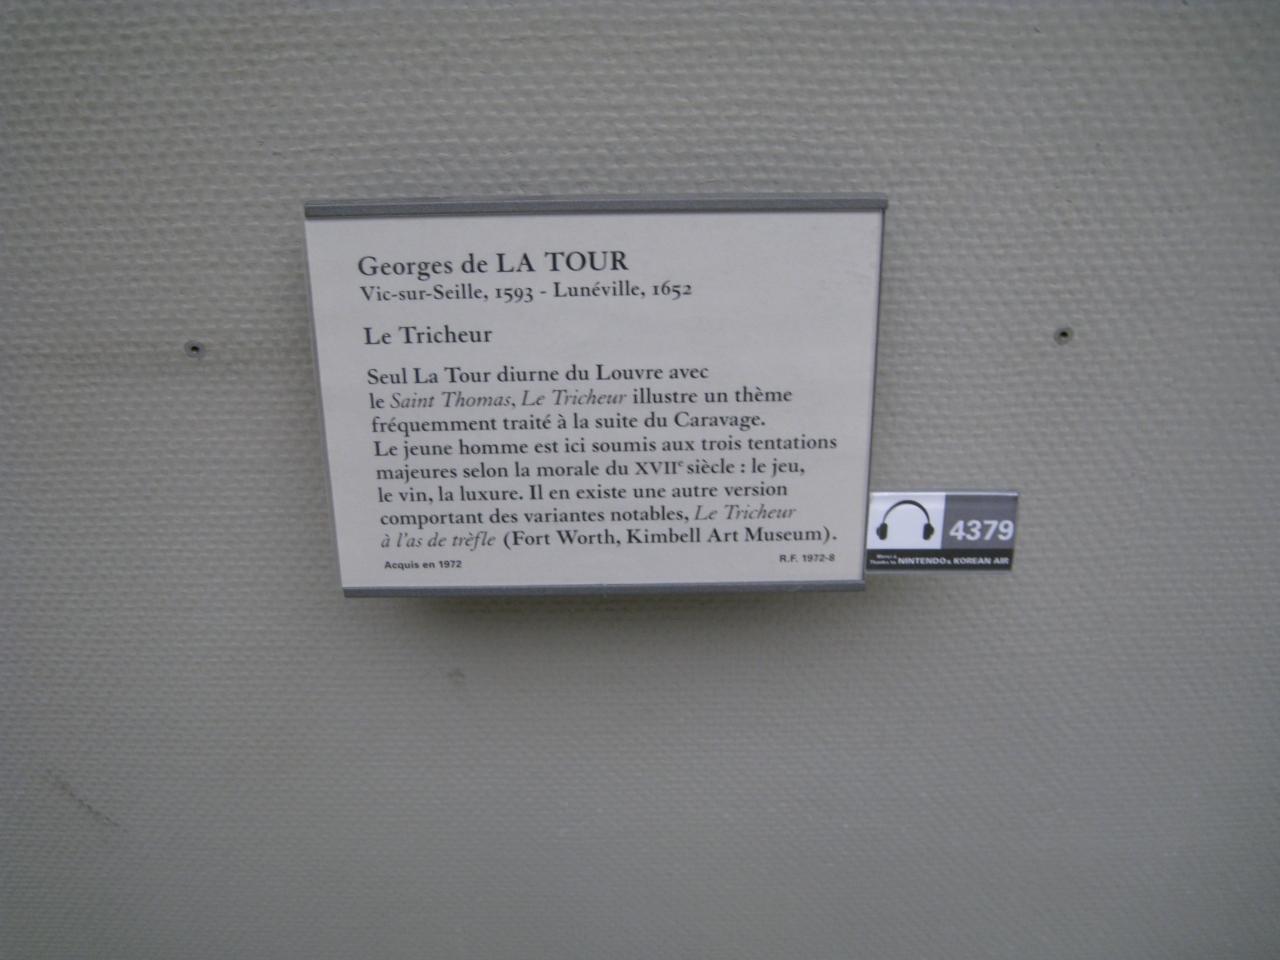 Georges de LA TOUR
Vic-sur-Seille, 1593 - Lunéville, 1652
Le Tricheur
Seul La Tour diurne du Louvre avec
le Saint Thomas, Le Tricheur illustre un thème
fréquemment traité à la suite du Caravage.
Le jeune homme est ici soumis aux trois tentations
majeures selon la morale du XVIIe siècle : le jeu,
le vin, la luxure. Il en existe une autre version
comportant des variantes notables, Le Tricheur
à l'as de trèfle (Fort Worth, Kimbell Art Museum).
Acquis en 1972
R.F. 1972-8
4379
NINTENDO & KOREAN AIR